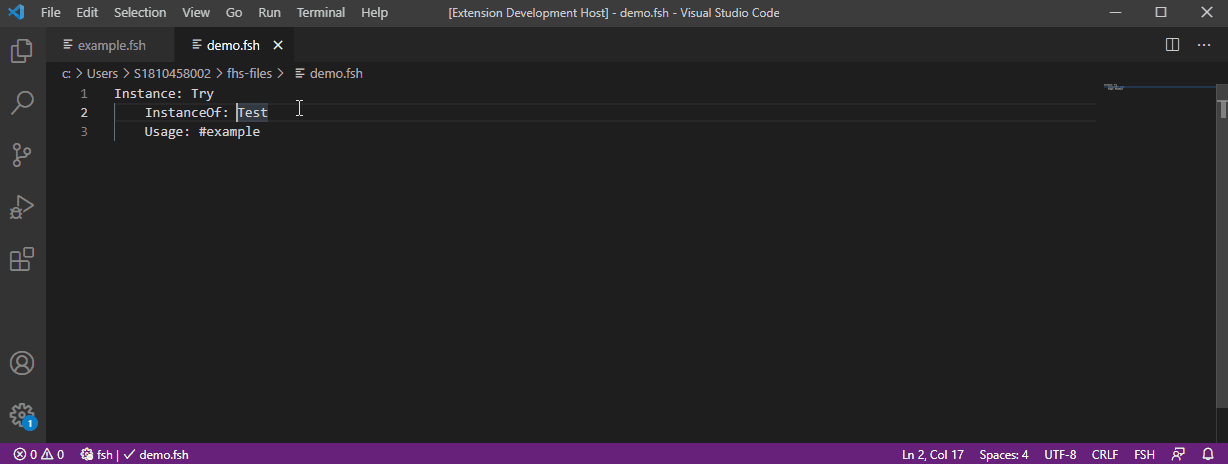 File Edit Selection View Go Run Terminal Help [Extension Development Host] - demo.fsh - Visual Studio Code
example.fsh demo.fsh
c: > Users > S1810458002 > fhs-files > demo.fsh
1 Instance: Try
2 InstanceOf: Test
3 Usage: #example
1
0 0 fsh | demo.fsh Ln 2, Col 17 Spaces: 4 UTF-8 CRLF FSH